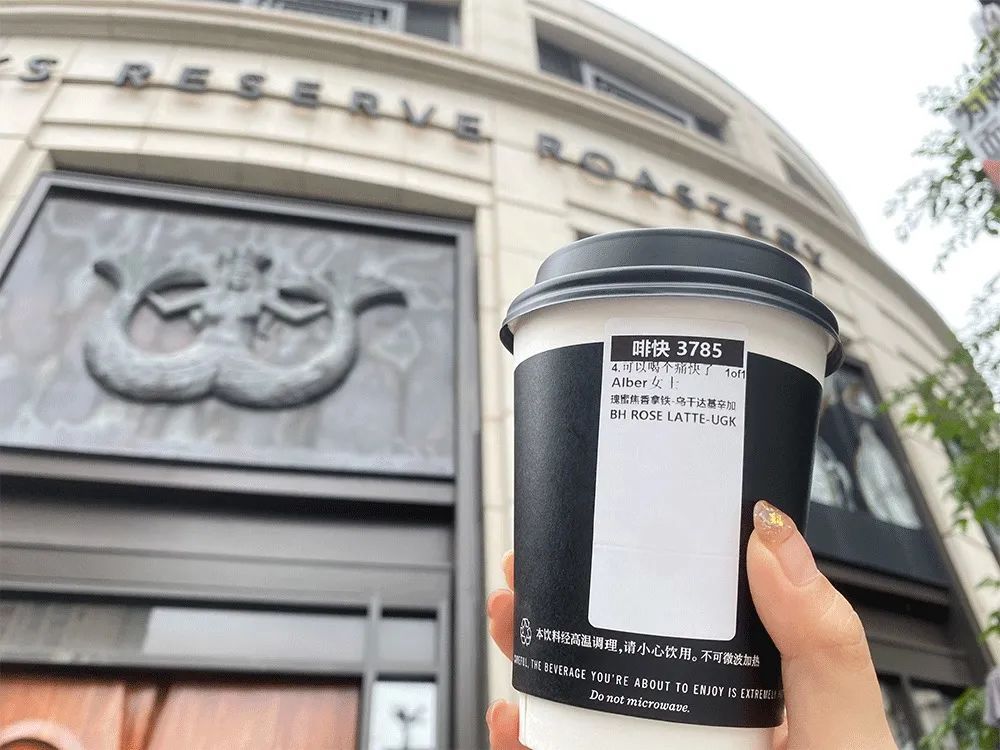 S RESERVE ROASTERY
啡快 3785
4.可以喝个痛快了 1of1
Alber 女士
瑰蜜焦香拿铁-乌干达基辛加
BH ROSE LATTE-UGK
本饮料经高温调理,请小心饮用。不可微波加热
CAREFUL, THE BEVERAGE YOU'RE ABOUT TO ENJOY IS EXTREMELY
Do not microwave.